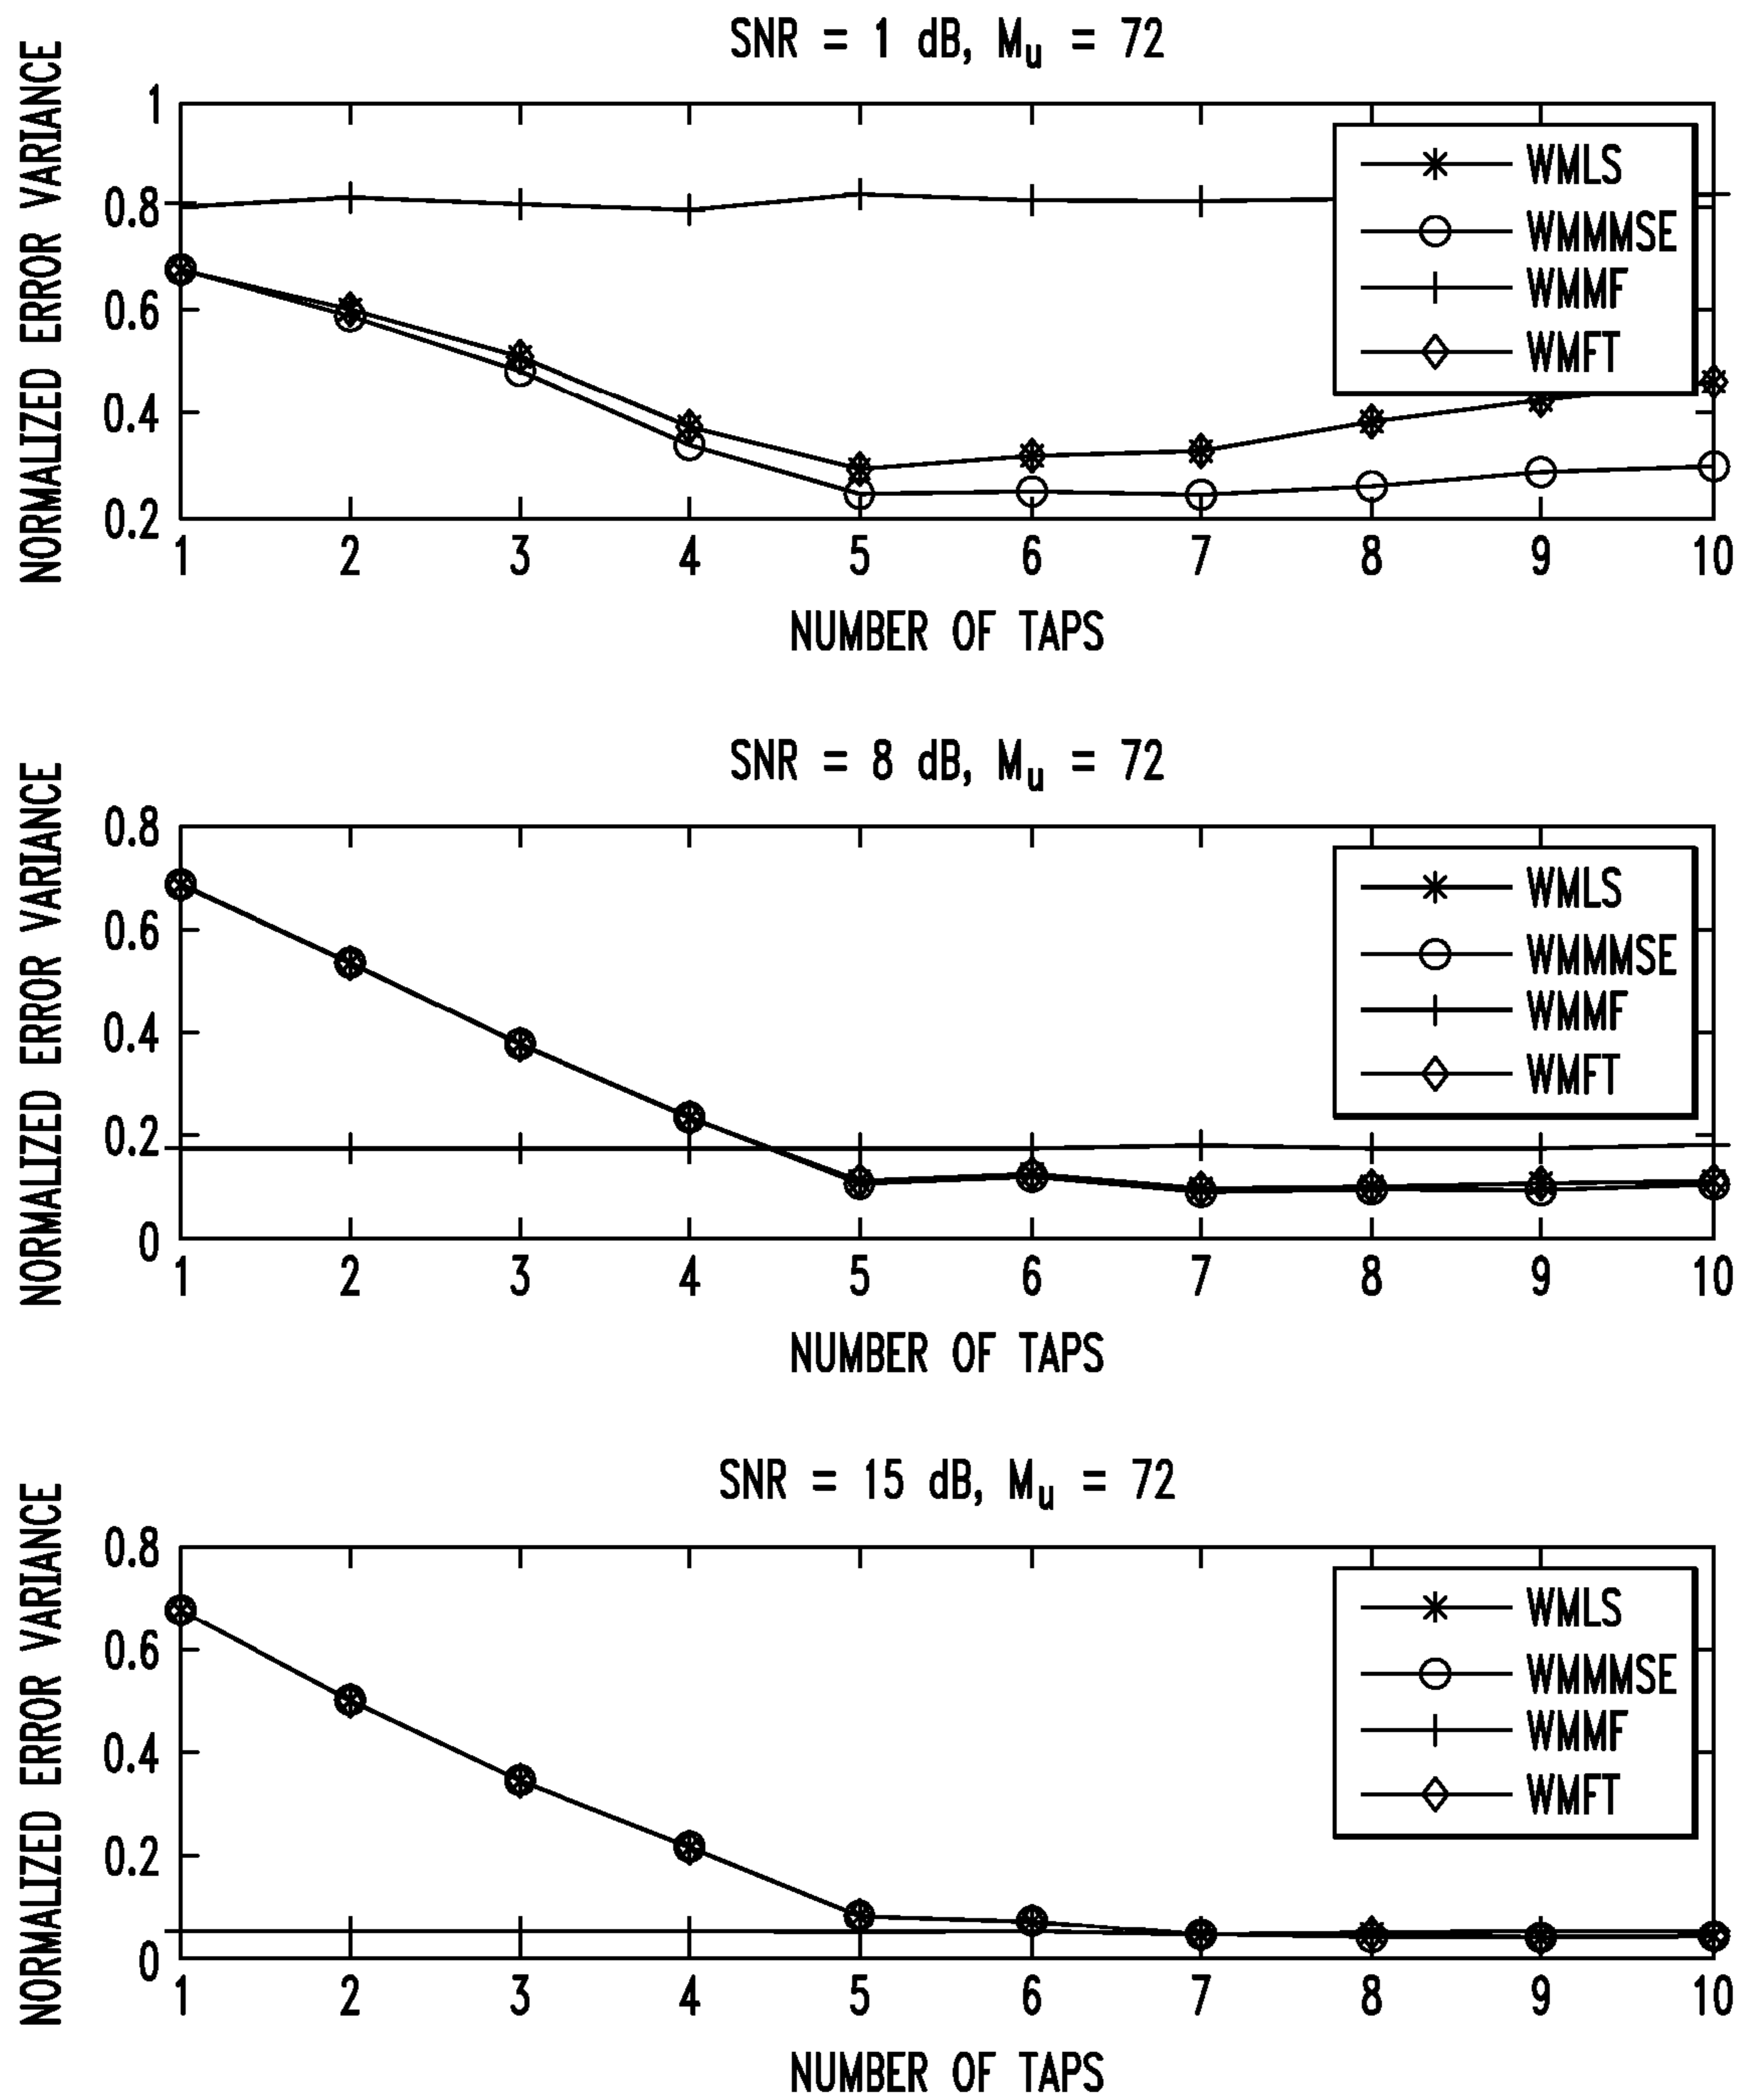 SNR = 1 dB, Mu = 72
NORMALIZED ERROR VARIANCE
1
0.8
0.6
0.4
0.2
WMLS
WMMMSE
WMMF
WMFT
1 2 3 4 5 6 7 8 9 10
NUMBER OF TAPS
SNR = 8 dB, Mu = 72
NORMALIZED ERROR VARIANCE
0.8
0.6
0.4
0.2
0
WMLS
WMMMSE
WMMF
WMFT
1 2 3 4 5 6 7 8 9 10
NUMBER OF TAPS
SNR = 15 dB, Mu = 72
NORMALIZED ERROR VARIANCE
0.8
0.6
0.4
0.2
0
WMLS
WMMMSE
WMMF
WMFT
1 2 3 4 5 6 7 8 9 10
NUMBER OF TAPS